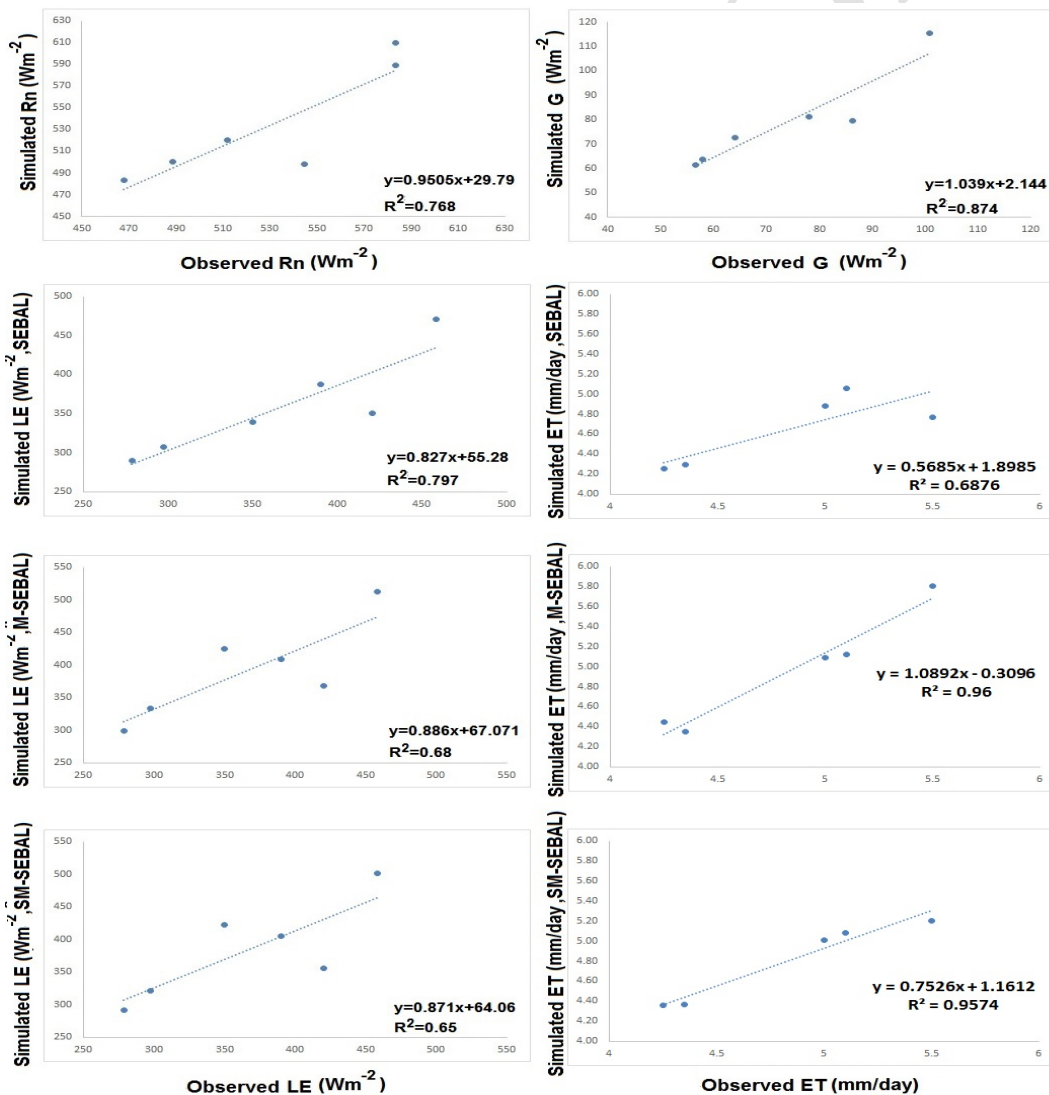 Simulated Rn (Wm-2)
630
610
590
570
550
530
510
490
470
450
450 470 490 510 530 550 570 590 610 630
y=0.9505x+29.79
R2=0.768
Observed Rn (Wm-2)
Simulated G (Wm-2)
120
110
100
90
80
70
60
50
40
40 50 60 70 80 90 100 110 120
y=1.039x+2.144
R2=0.874
Observed G (Wm-2)
Simulated LE (Wm-2,SEBAL)
500
450
400
350
300
250
250 300 350 400 450 500
y=0.827x+55.28
R2=0.797
Simulated ET (mm/day ,SEBAL)
6.00
5.80
5.60
5.40
5.20
5.00
4.80
4.60
4.40
4.20
4.00
4 4.5 5 5.5 6
y = 0.5685x + 1.8985
R² = 0.6876
Simulated LE (Wm-2,M-SEBAL)
550
500
450
400
350
300
250
250 300 350 400 450 500 550
y=0.886x+67.071
R2=0.68
Simulated ET (mm/day ,M-SEBAL)
6.00
5.80
5.60
5.40
5.20
5.00
4.80
4.60
4.40
4.20
4.00
4 4.5 5 5.5 6
y = 1.0892x - 0.3096
R² = 0.96
Simulated LE (Wm-2,SM-SEBAL)
550
500
450
400
350
300
250
250 300 350 400 450 500 550
y=0.871x+64.06
R2=0.65
Observed LE (Wm-2)
Simulated ET (mm/day ,SM-SEBAL)
6.00
5.80
5.60
5.40
5.20
5.00
4.80
4.60
4.40
4.20
4.00
4 4.5 5 5.5 6
y = 0.7526x + 1.1612
R² = 0.9574
Observed ET (mm/day)